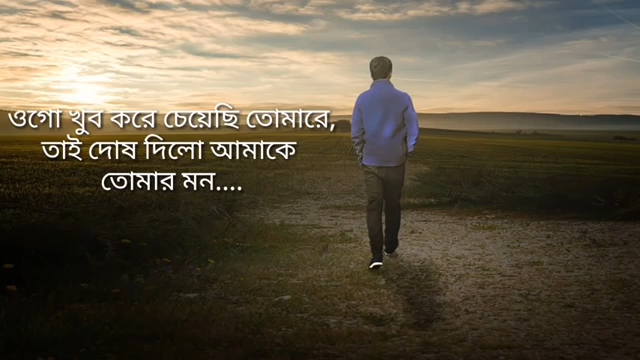 ওগো খুব করে চেয়েছি তোমারে,
তাই দোষ দিলো আমাকে
তোমার মন....